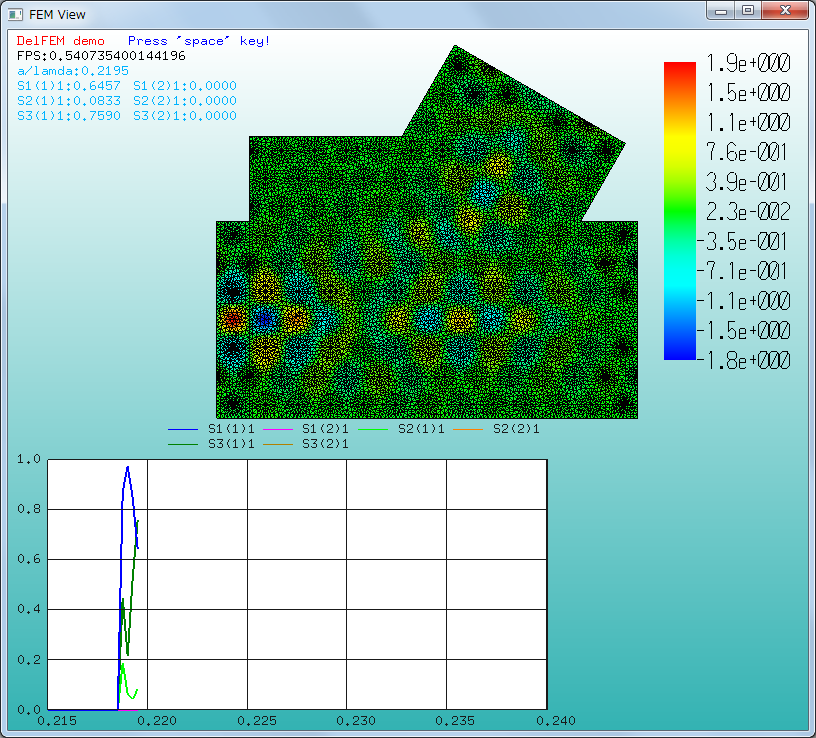 FEM View
DelFEM demo Press "space" key!
FPS:0.540735400144196
a/lamda:0.2195
S1(1)1:0.6457 S1(2)1:0.0000
S2(1)1:0.0833 S2(2)1:0.0000
S3(1)1:0.7590 S3(2)1:0.0000
1.9e+000
1.5e+000
1.1e+000
7.6e-001
3.9e-001
2.3e-002
-3.5e-001
-7.1e-001
-1.1e+000
-1.5e+000
-1.8e+000
S1(1)1 S1(2)1 S2(1)1 S2(2)1
S3(1)1 S3(2)1
1.0
0.8
0.6
0.4
0.2
0.0
0.215 0.220 0.225 0.230 0.235 0.240